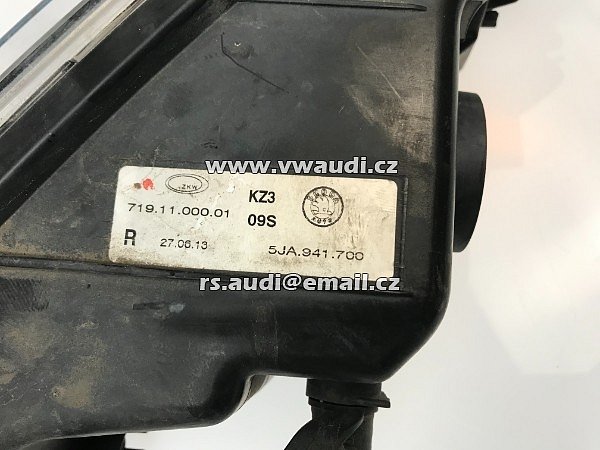 www.vwaudi.cz
ZKW
KZ3
719.11.000.01
09S
R
27.06.13
5JA.941.700
rs.audi@email.cz